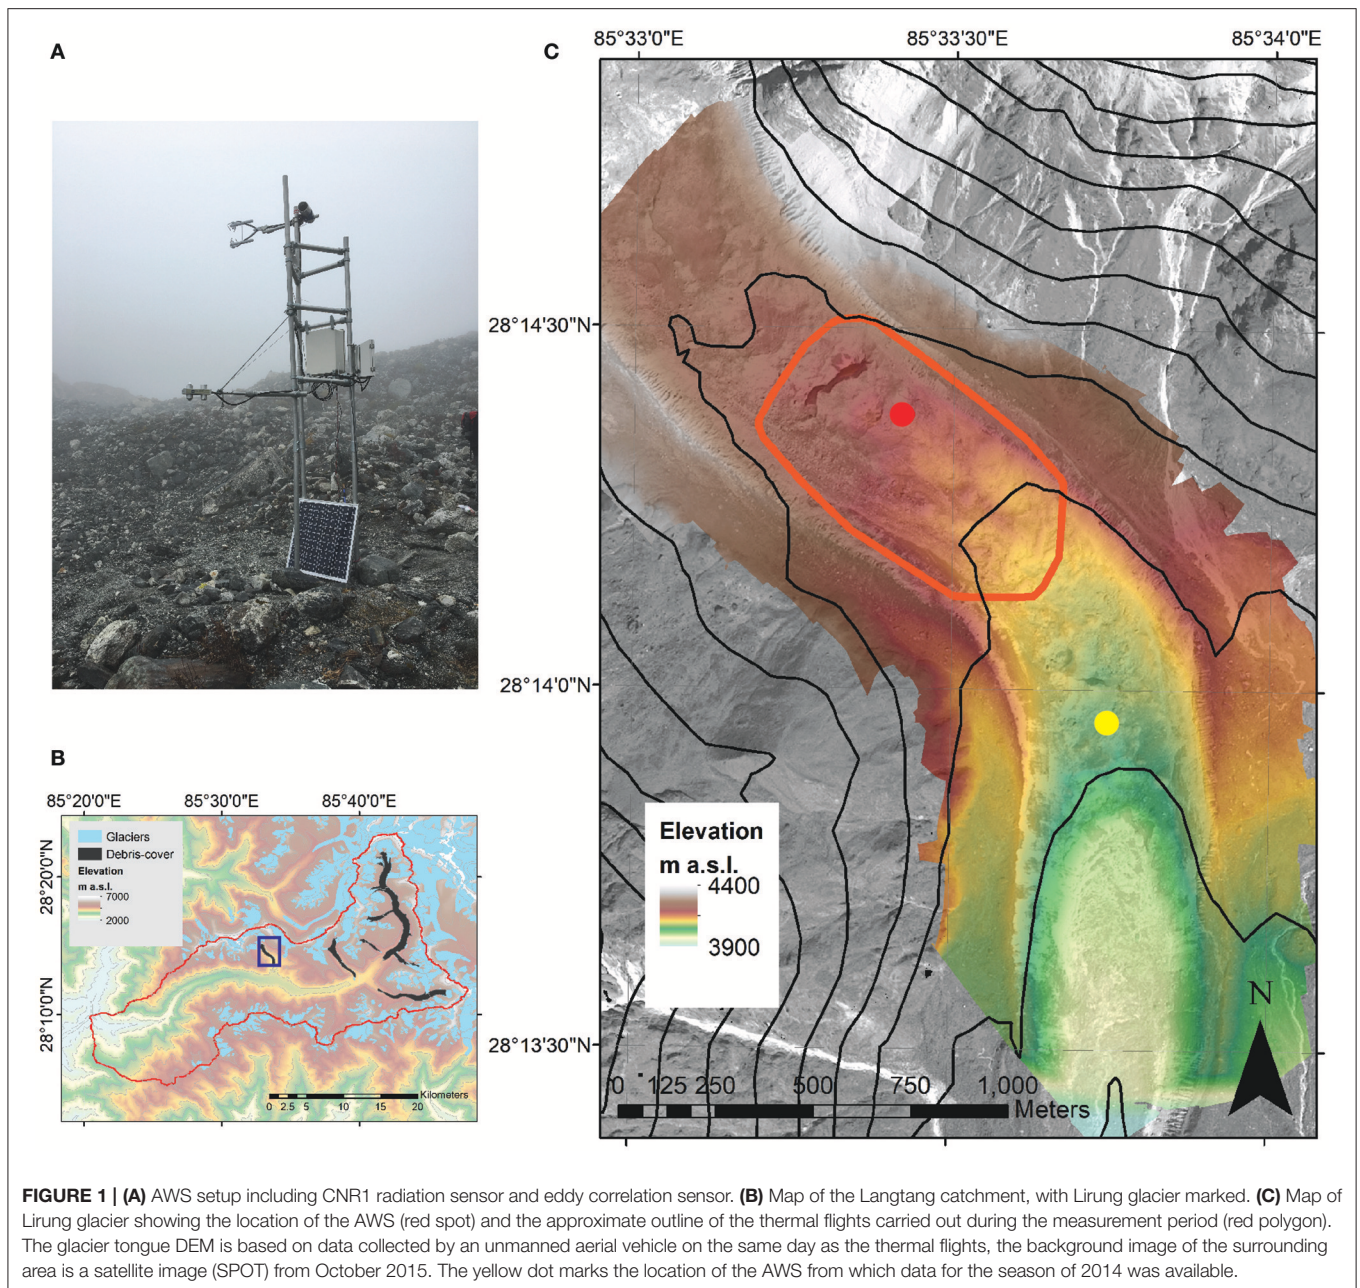 A
C
85°33'0"E
85°33'30"E
85°34'0"E
28°14'30"N
28°14'0"N
28°13'30"N
Elevation
m a.s.l.
4400
3900
N
0 125 250 500 750 1,000
Meters
B
85°20'0"E
85°30'0"E
85°40'0"E
28°20'0"N
28°10'0"N
Glaciers
Debris-cover
Elevation
m a.s.l.
7000
2000
Kilometers
0 2.5 5 10 15 20
FIGURE 1 | (A) AWS setup including CNR1 radiation sensor and eddy correlation sensor. (B) Map of the Langtang catchment, with Lirung glacier marked. (C) Map of
Lirung glacier showing the location of the AWS (red spot) and the approximate outline of the thermal flights carried out during the measurement period (red polygon).
The glacier tongue DEM is based on data collected by an unmanned aerial vehicle on the same day as the thermal flights, the background image of the surrounding
area is a satellite image (SPOT) from October 2015. The yellow dot marks the location of the AWS from which data for the season of 2014 was available.